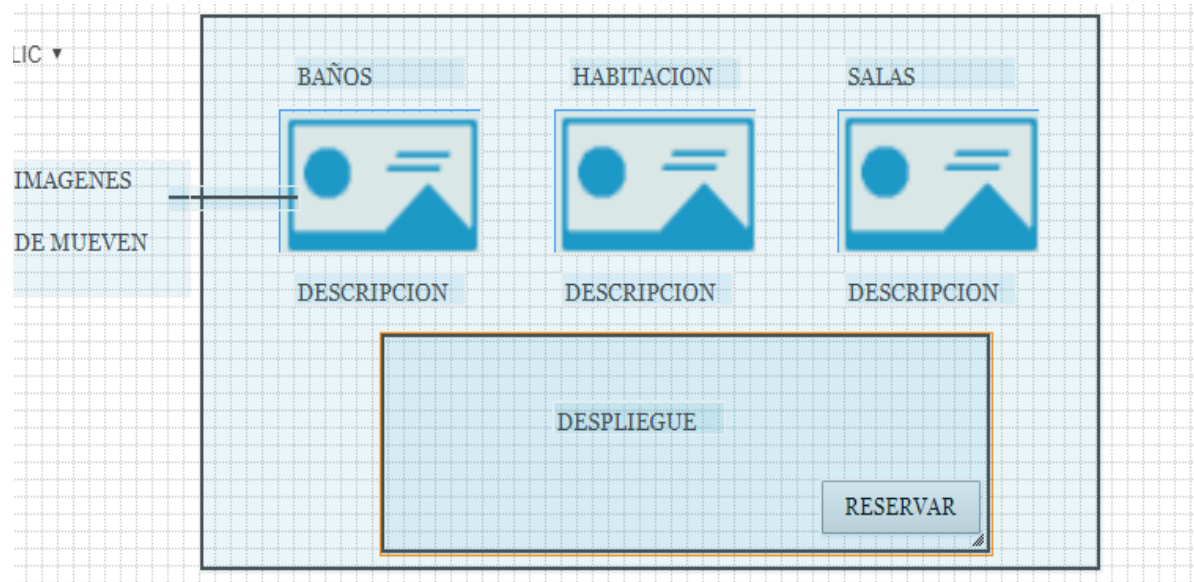 LIC ▼
BAÑOS
HABITACION
SALAS
IMAGENES
DE MUEVEN
DESCRIPCION
DESCRIPCION
DESCRIPCION
DESPLIEGUE
RESERVAR